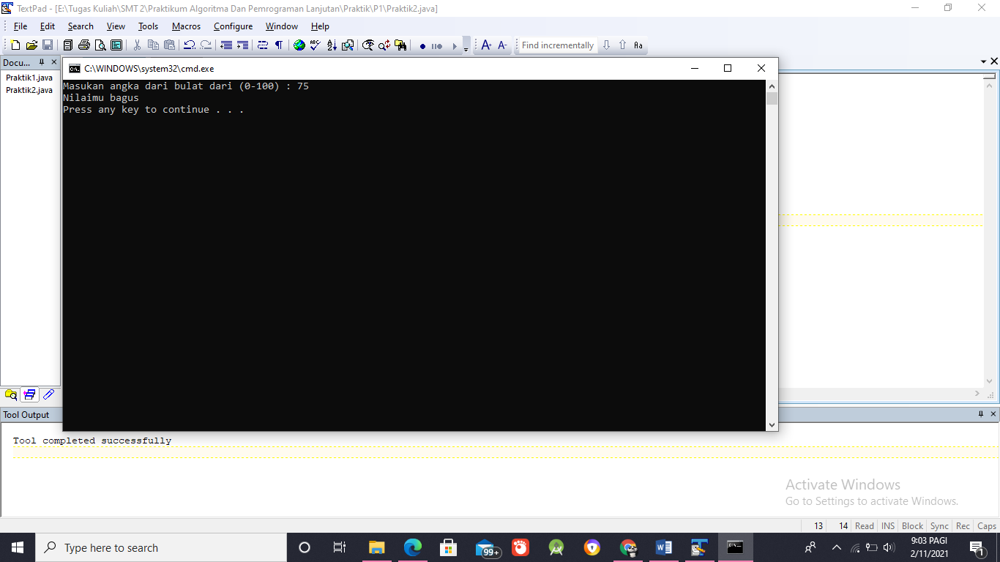 TextPad - [E:\Tugas Kuliah\SMT 2\Praktikum Algoritma Dan Pemrograman Lanjutan\Praktik\P1\Praktik2.java]
File Edit Search View Tools Macros Configure Window Help
Find incrementally
Docu...
Praktik1.java
Praktik2.java
C:\WINDOWS\system32\cmd.exe
Masukan angka dari bulat dari (0-100) : 75
Nilaimu bagus
Press any key to continue . . .
Tool Output
Tool completed successfully
Activate Windows
Go to Settings to activate Windows.
13 14 Read INS Block Sync Rec Caps
Type here to search
99+
9:03 PAGI
2/11/2021
1